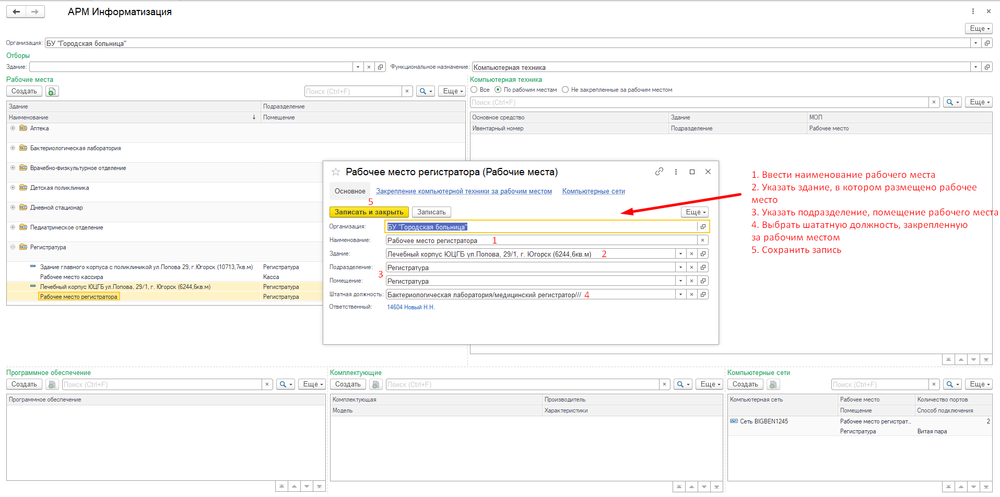 АРМ Информатизация
Еще
Организация: БУ "Городская больница"
Отборы
Здание: Функциональное назначение: Компьютерная техника
Рабочие места
Создать Поиск (Ctrl+F) Еще
Здание Подразделение
Наименование ↓ Помещение
Аптека
Бактериологическая лаборатория
Врачебно-физкультурное отделение
Детская поликлиника
Дневной стационар
Педиатрическое отделение
Регистратура
Здание главного корпуса с поликлиникой ул.Попова 29, г.Югорск (10713,7кв.м) Регистратура
Рабочее место кассира Касса
Лечебный корпус ЮЦГБ ул.Попова, 29/1, г. Югорск (6244,6кв.м) Регистратура
Рабочее место регистратора Регистратура
Компьютерная техника
Все По рабочим местам Не закрепленные за рабочим местом
Поиск (Ctrl+F) Еще
Основное средство Здание МОЛ
Ивентарный номер Подразделение Рабочее место
Рабочее место регистратора (Рабочие места)
Основное Закрепление компьютерной техники за рабочим местом Компьютерные сети
5
Записать и закрыть Записать Еще
Организация: БУ "Городская больница"
Наименование: Рабочее место регистратора 1
Здание: Лечебный корпус ЮЦГБ ул.Попова, 29/1, г. Югорск (6244,6кв.м) 2
Подразделение: Регистратура
3
Помещение: Регистратура
Штатная должность: Бактериологическая лаборатория/медицинский регистратор/// 4
Ответственный: 14604 Новый Н.Н.
1. Ввести наименование рабочего места
2. Указать здание, в котором размещено рабочее
место
3. Указать подразделение, помещение рабочего места
4. Выбрать шататную должность, закрепленную
за рабочим местом
5. Сохранить запись
Программное обеспечение
Создать Поиск (Ctrl+F) Еще
Программное обеспечение
Комплектующие
Создать Поиск (Ctrl+F) Еще
Комплектующая Производитель
Модель Характеристики
Компьютерные сети
Создать Поиск (Ctrl+F) Еще
Компьютерная сеть Рабочее место Количество портов
Помещение Способ подключения
Сеть BIGBEN1245 Рабочее место регистрат... 2
Регистратура Витая пара